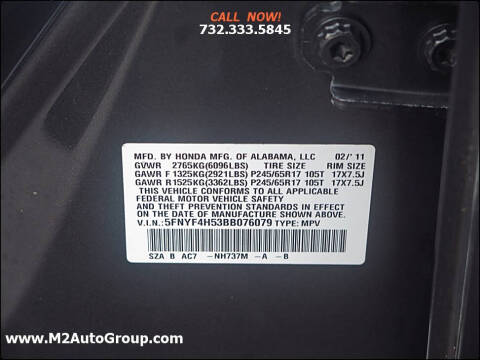 CALL NOW!
732.333.5845
MFD. BY HONDA MFG. OF ALABAMA, LLC 02/'11
GVWR 2765KG(6096LBS) TIRE SIZE RIM SIZE
GAWR F 1325KG(2921LBS) P245/65R17 105T 17X7.5J
GAWR R 1525KG(3362LBS) P245/65R17 105T 17X7.5J
THIS VEHICLE CONFORMS TO ALL APPLICABLE
FEDERAL MOTOR VEHICLE SAFETY
AND THEFT PREVENTION STANDARDS IN EFFECT
ON THE DATE OF MANUFACTURE SHOWN ABOVE.
V.I.N.: 5FNYF4H53BB076079 TYPE: MPV
SZA B AC7 -NH737M -A -B
www.M2AutoGroup.com